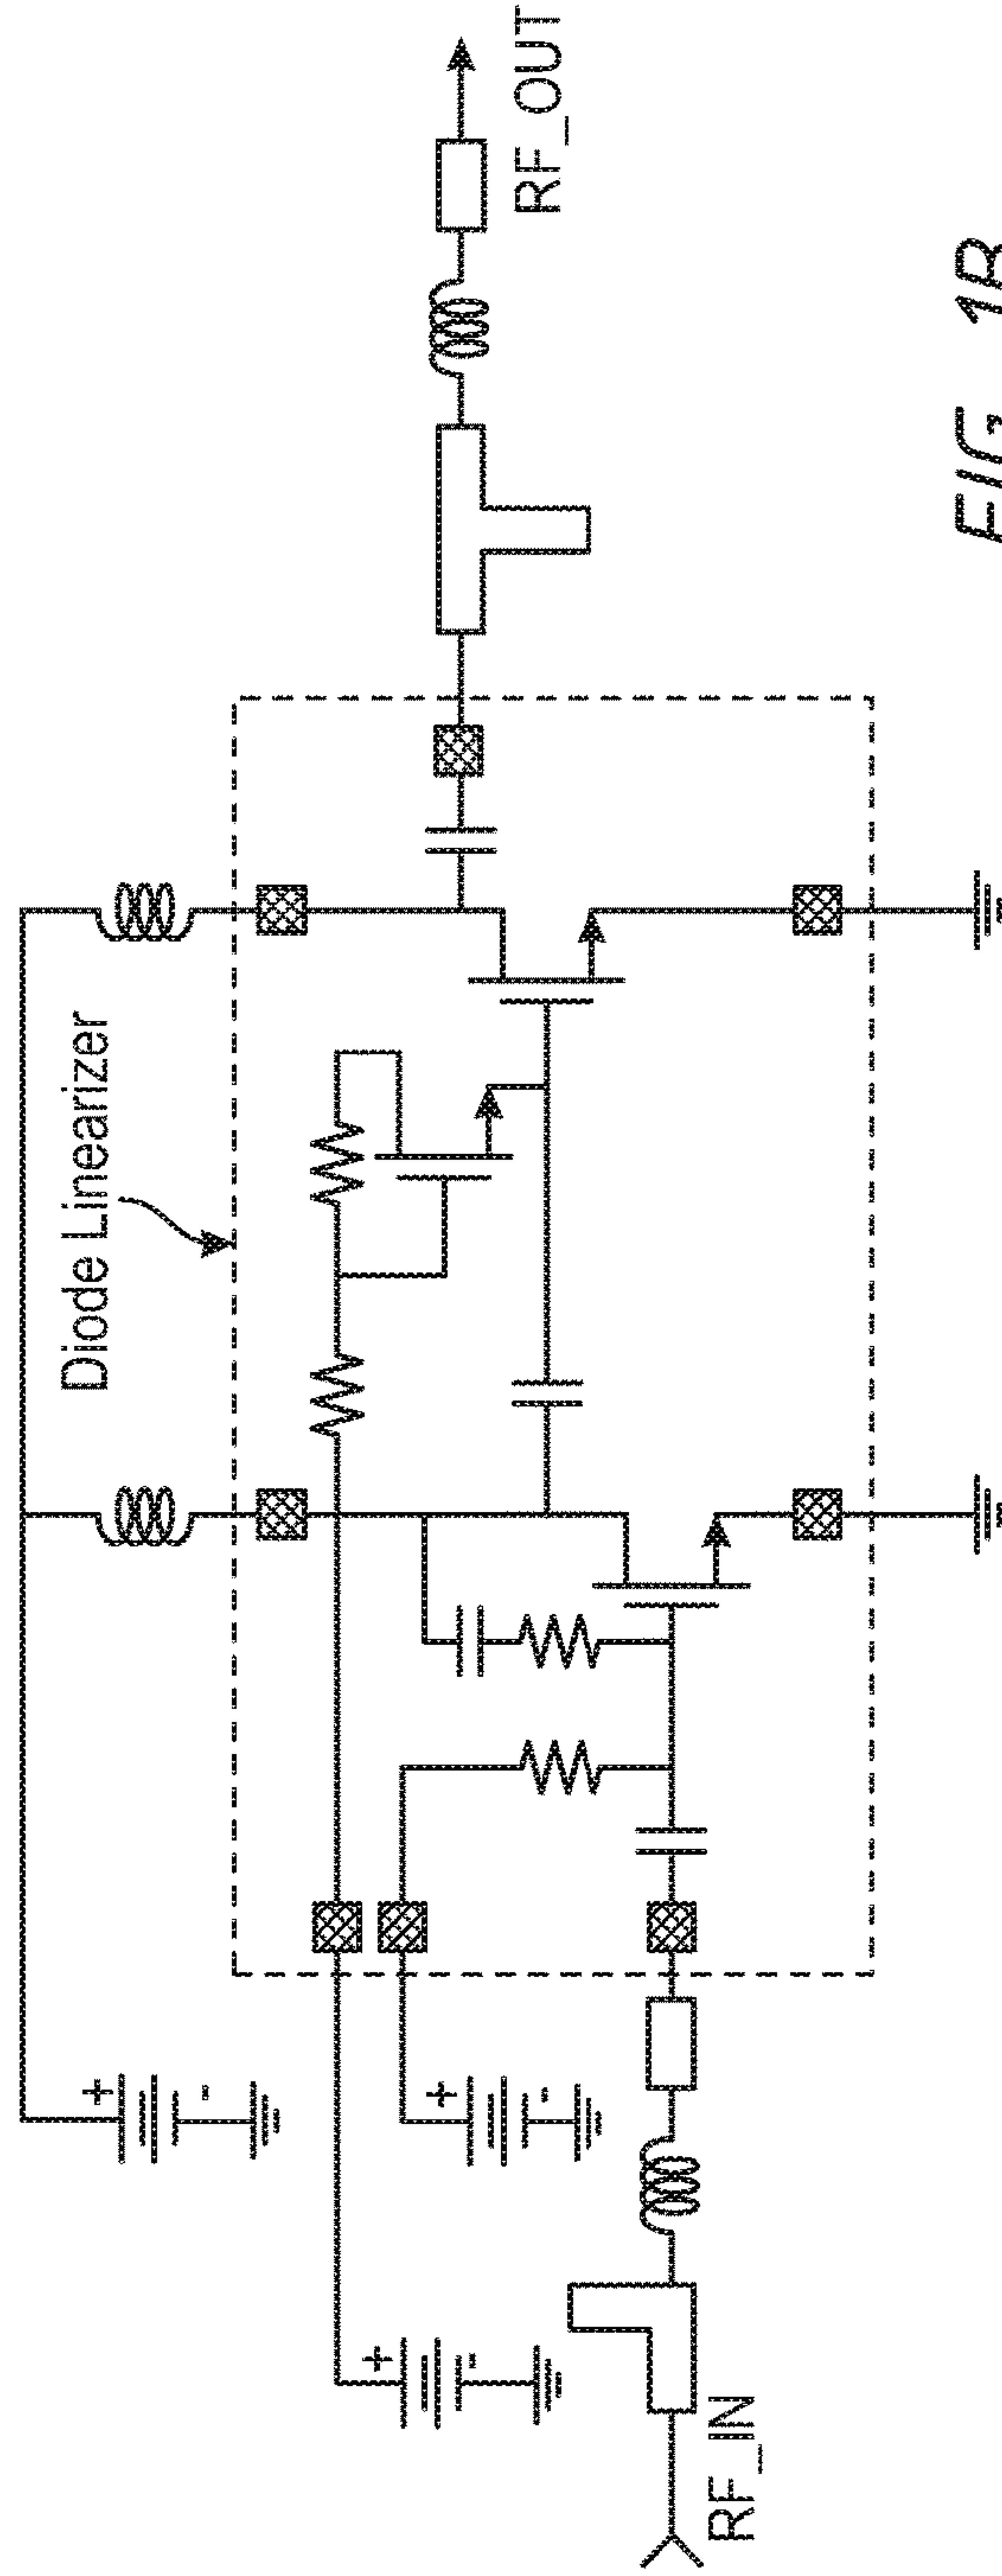 Diode Linearizer
+
-
+
-
+
-
RF_IN
RF_OUT
FIG. 1B